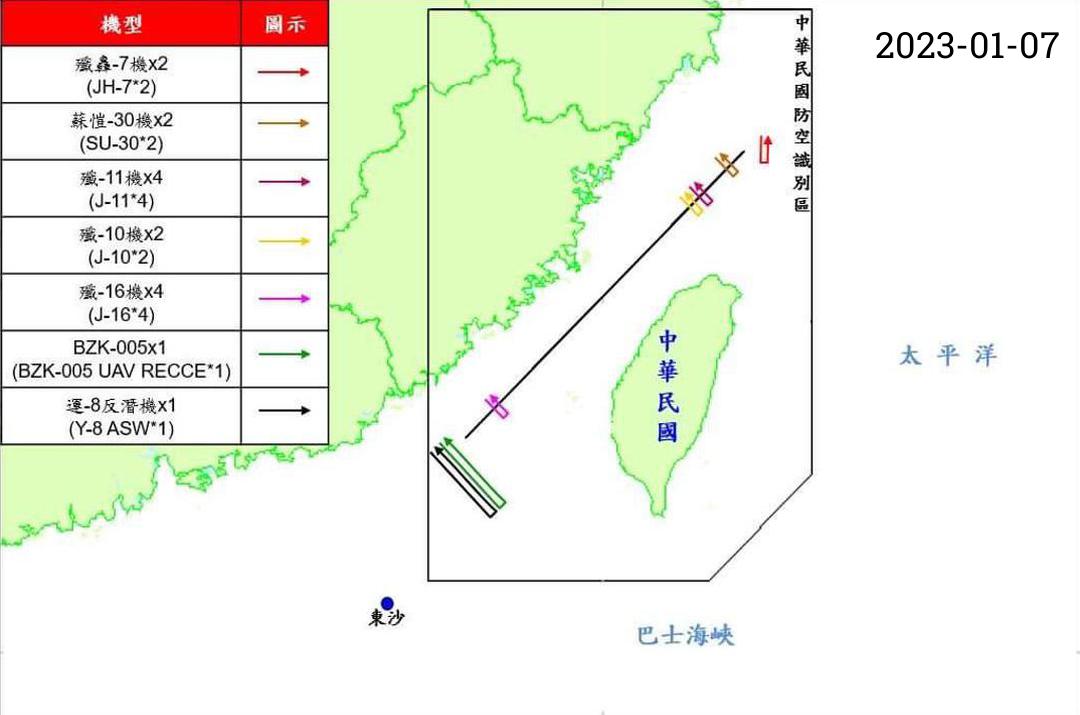 機型 圖示
殲轟-7機x2
(JH-7*2)
蘇愷-30機x2
(SU-30*2)
殲-11機x4
(J-11*4)
殲-10機x2
(J-10*2)
殲-16機x4
(J-16*4)
BZK-005x1
(BZK-005 UAV RECCE*1)
運-8反潛機x1
(Y-8 ASW*1)
中華民國防空識別區
2023-01-07
中華民國
太平洋
東沙
巴士海峽